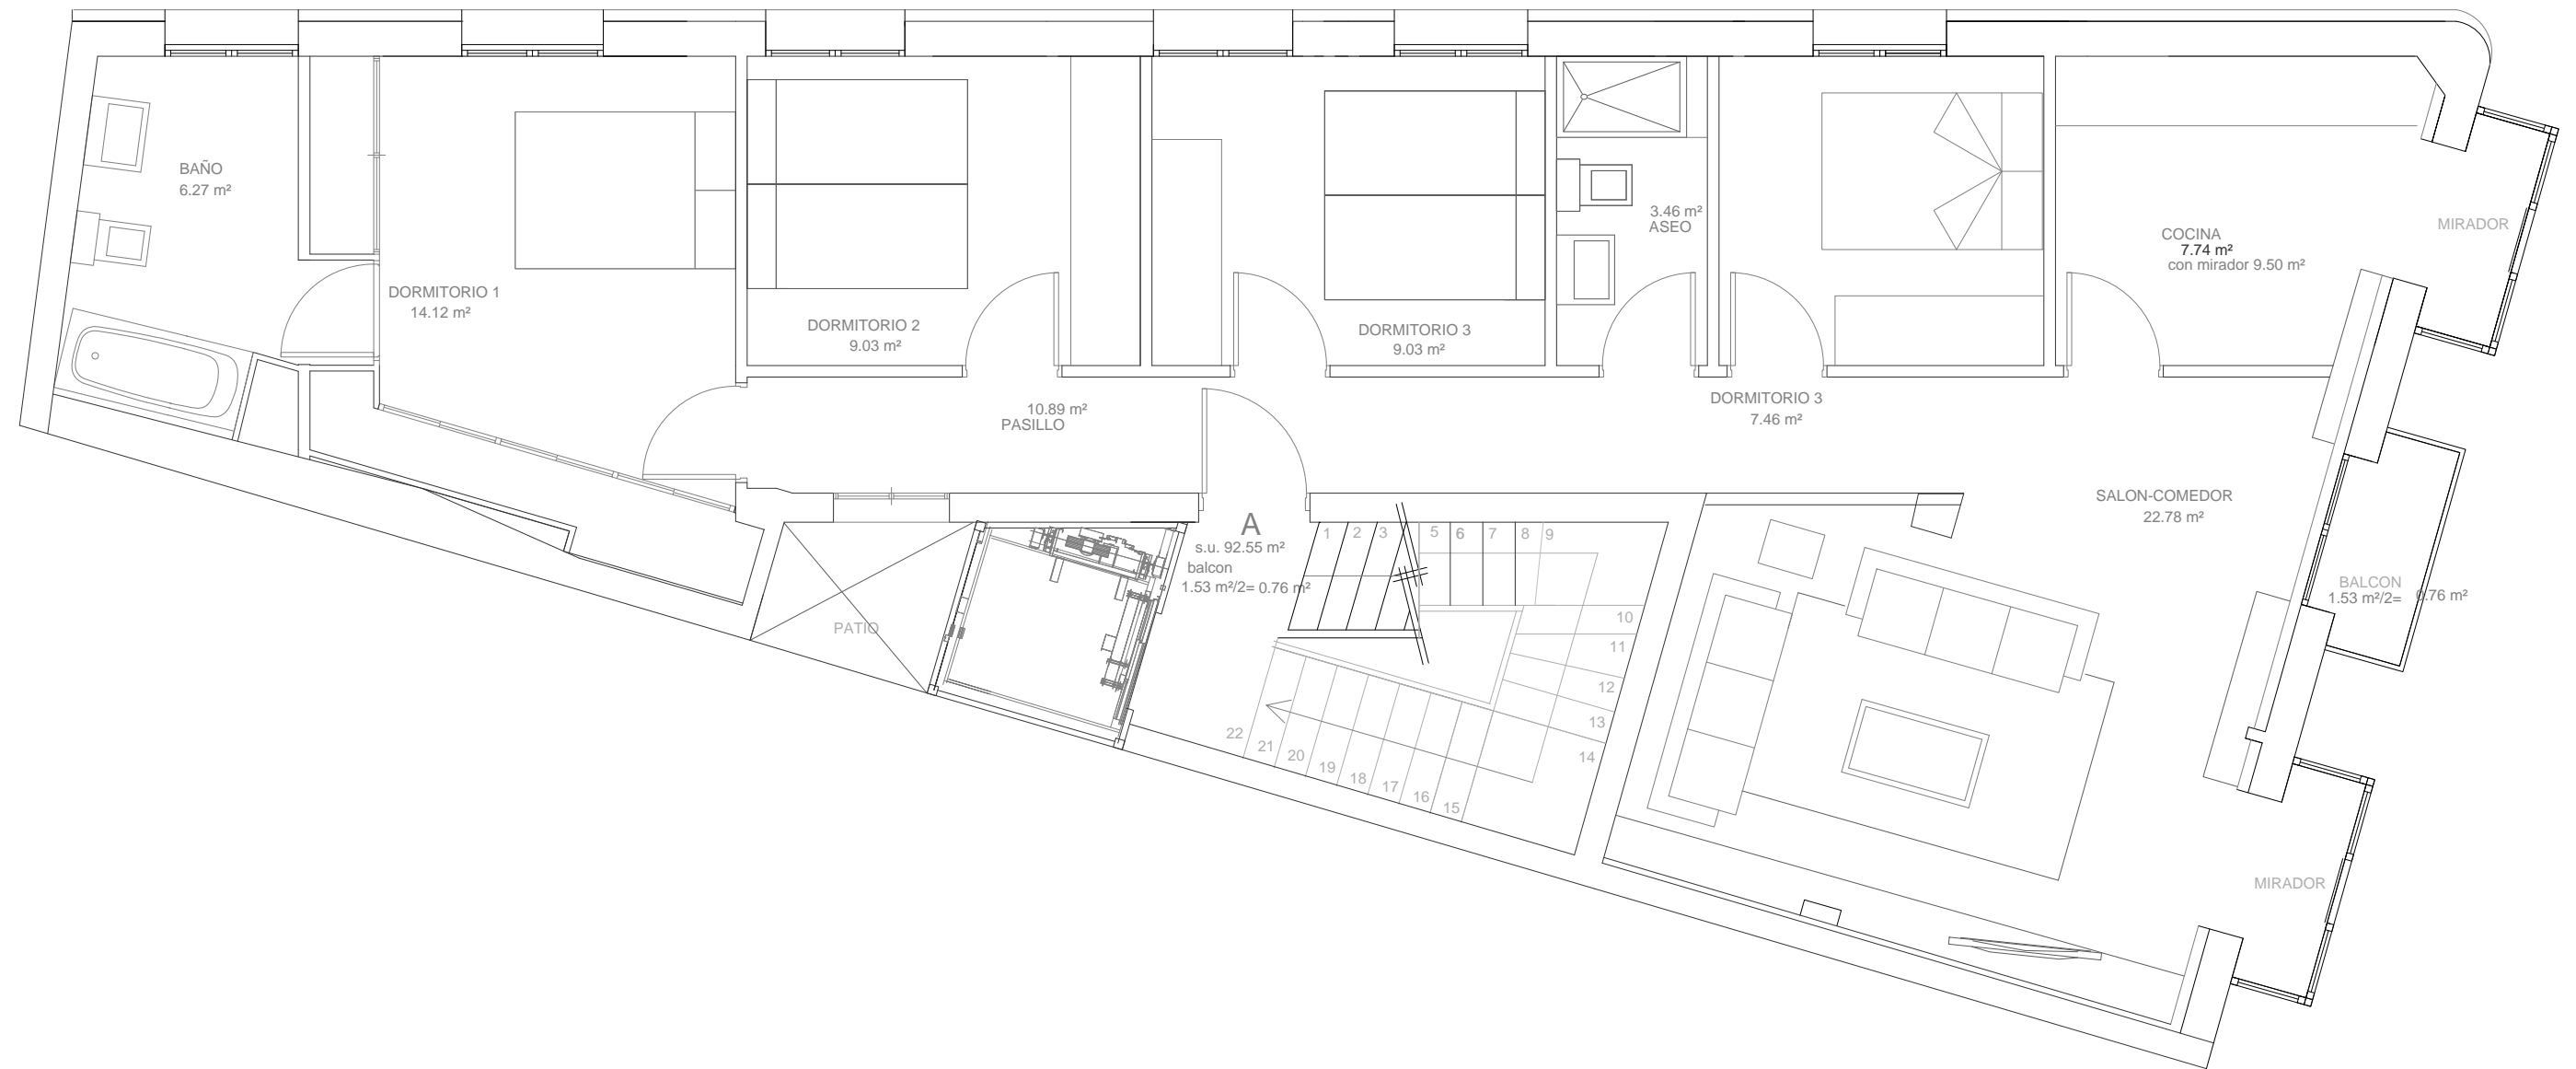 BAÑO
6.27 m²
DORMITORIO 1
14.12 m²
DORMITORIO 2
9.03 m²
DORMITORIO 3
9.03 m²
3.46 m²
ASEO
COCINA
7.74 m²
con mirador 9.50 m²
MIRADOR
10.89 m²
PASILLO
DORMITORIO 3
7.46 m²
SALON-COMEDOR
22.78 m²
A
s.u. 92.55 m²
balcon
1.53 m²/2= 0.76 m²
BALCON
1.53 m²/2= 0.76 m²
PATIO
MIRADOR
1
2
3
5
6
7
8
9
10
11
12
13
14
15
16
17
18
19
20
21
22